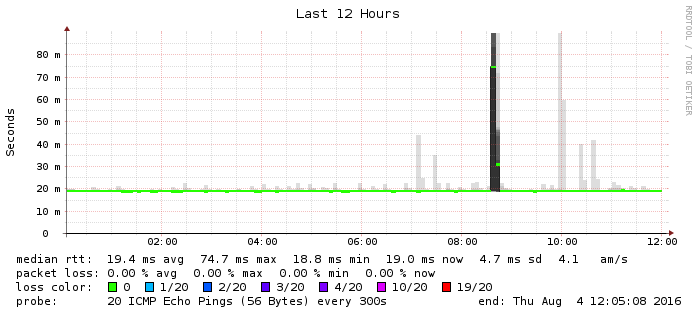 Last 12 Hours
RRDTOOL / TOBI OETIKER
Seconds
80 m
70 m
60 m
50 m
40 m
30 m
20 m
10 m
0
02:00 04:00 06:00 08:00 10:00 12:00
median rtt: 19.4 ms avg 74.7 ms max 18.8 ms min 19.0 ms now 4.7 ms sd 4.1 am/s
packet loss: 0.00 % avg 0.00 % max 0.00 % min 0.00 % now
loss color: 0 1/20 2/20 3/20 4/20 10/20 19/20
probe: 20 ICMP Echo Pings (56 Bytes) every 300s end: Thu Aug 4 12:05:08 2016